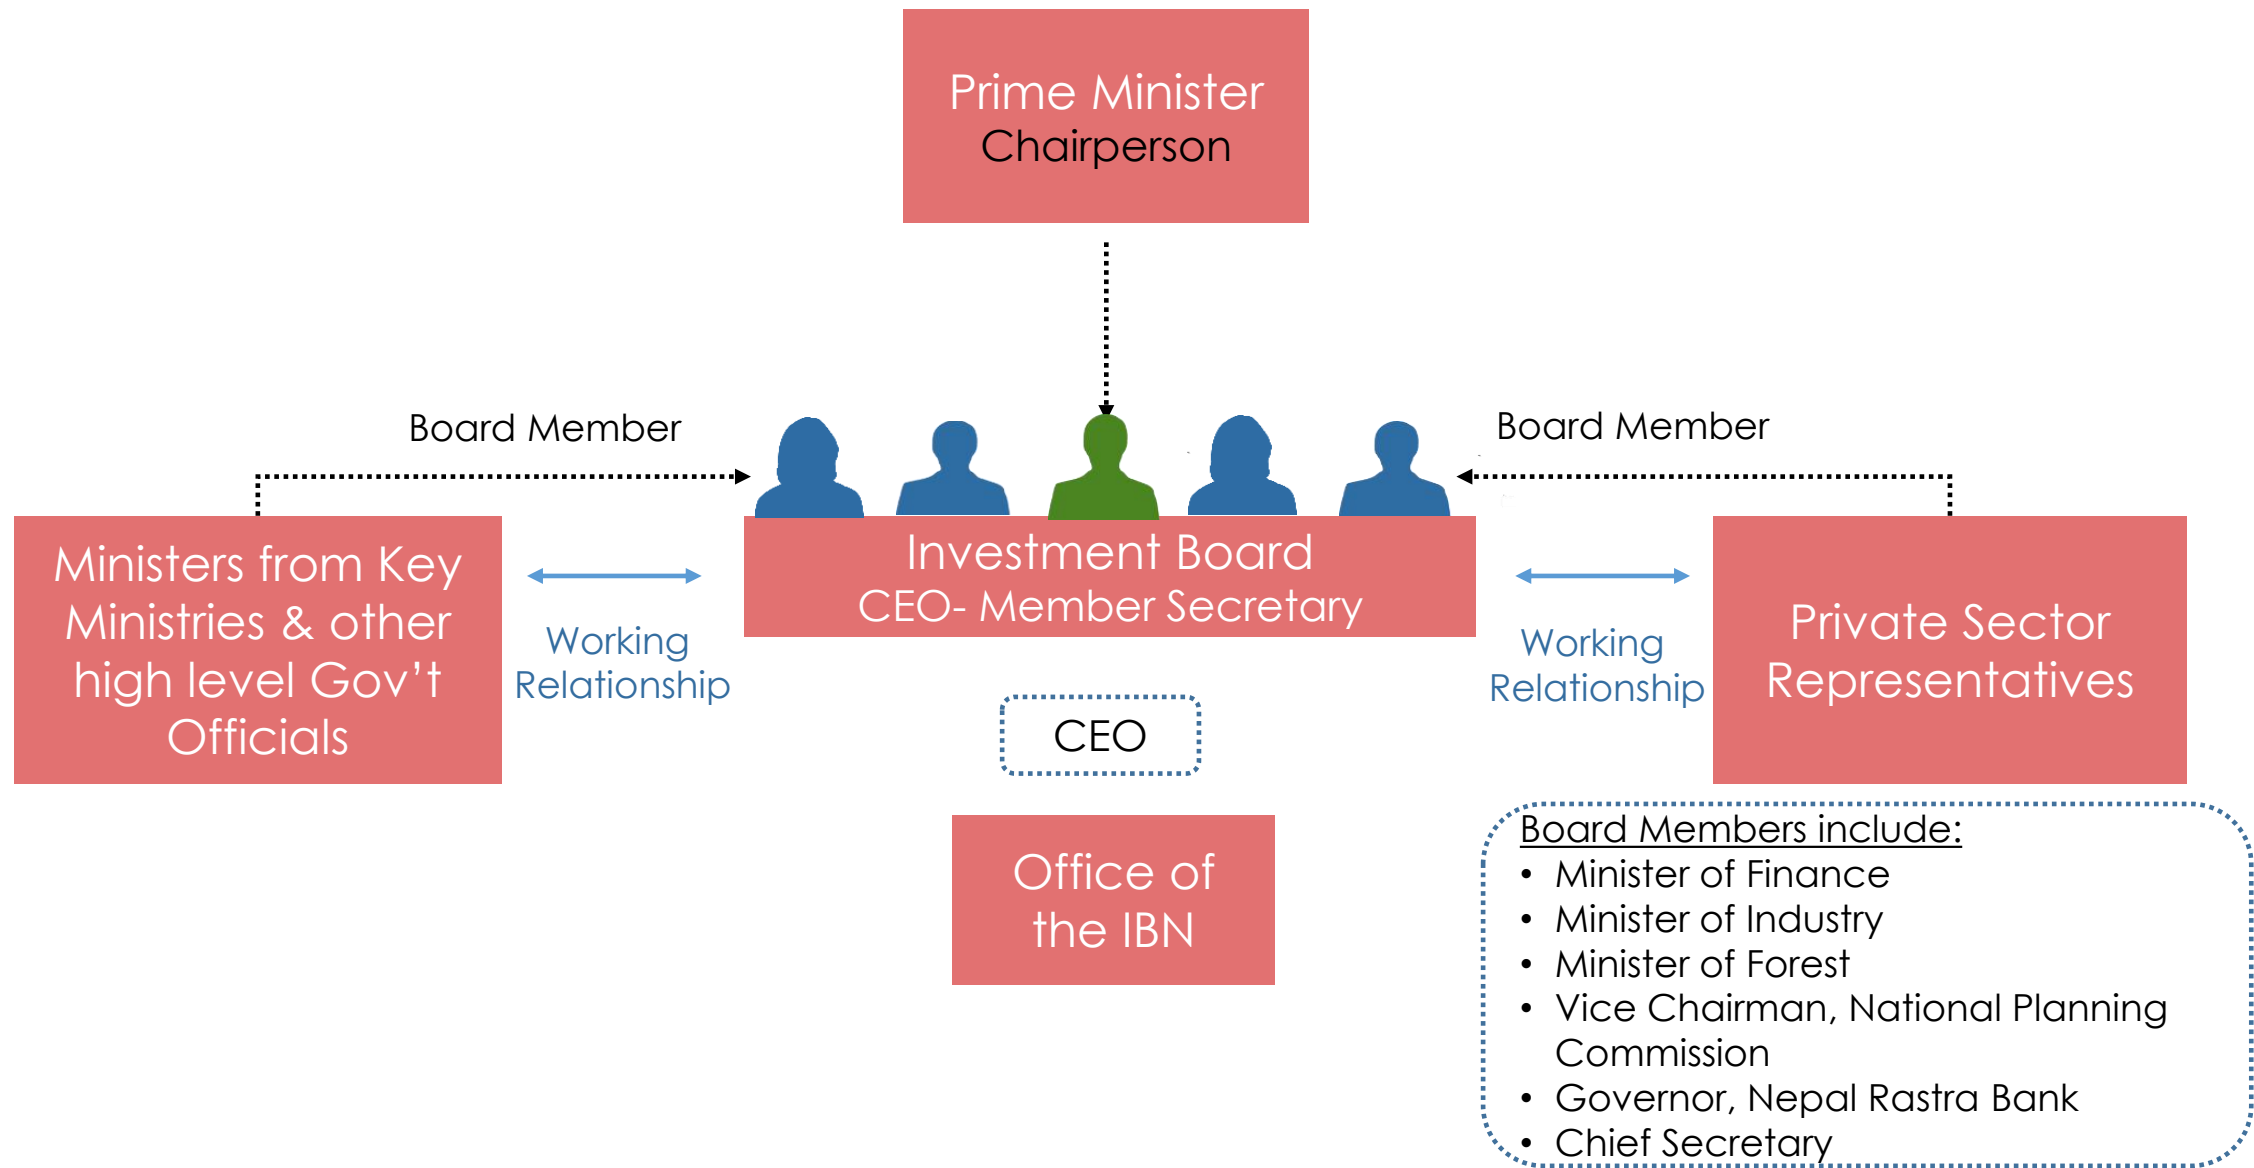 Prime Minister
Chairperson
Board Member
Board Member
Investment Board
CEO- Member Secretary
Ministers from Key
Ministries & other
high level Gov’t
Officials
Working
Relationship
Working
Relationship
Private Sector
Representatives
CEO
Office of
the IBN
Board Members include:
• Minister of Finance
• Minister of Industry
• Minister of Forest
• Vice Chairman, National Planning
Commission
• Governor, Nepal Rastra Bank
• Chief Secretary